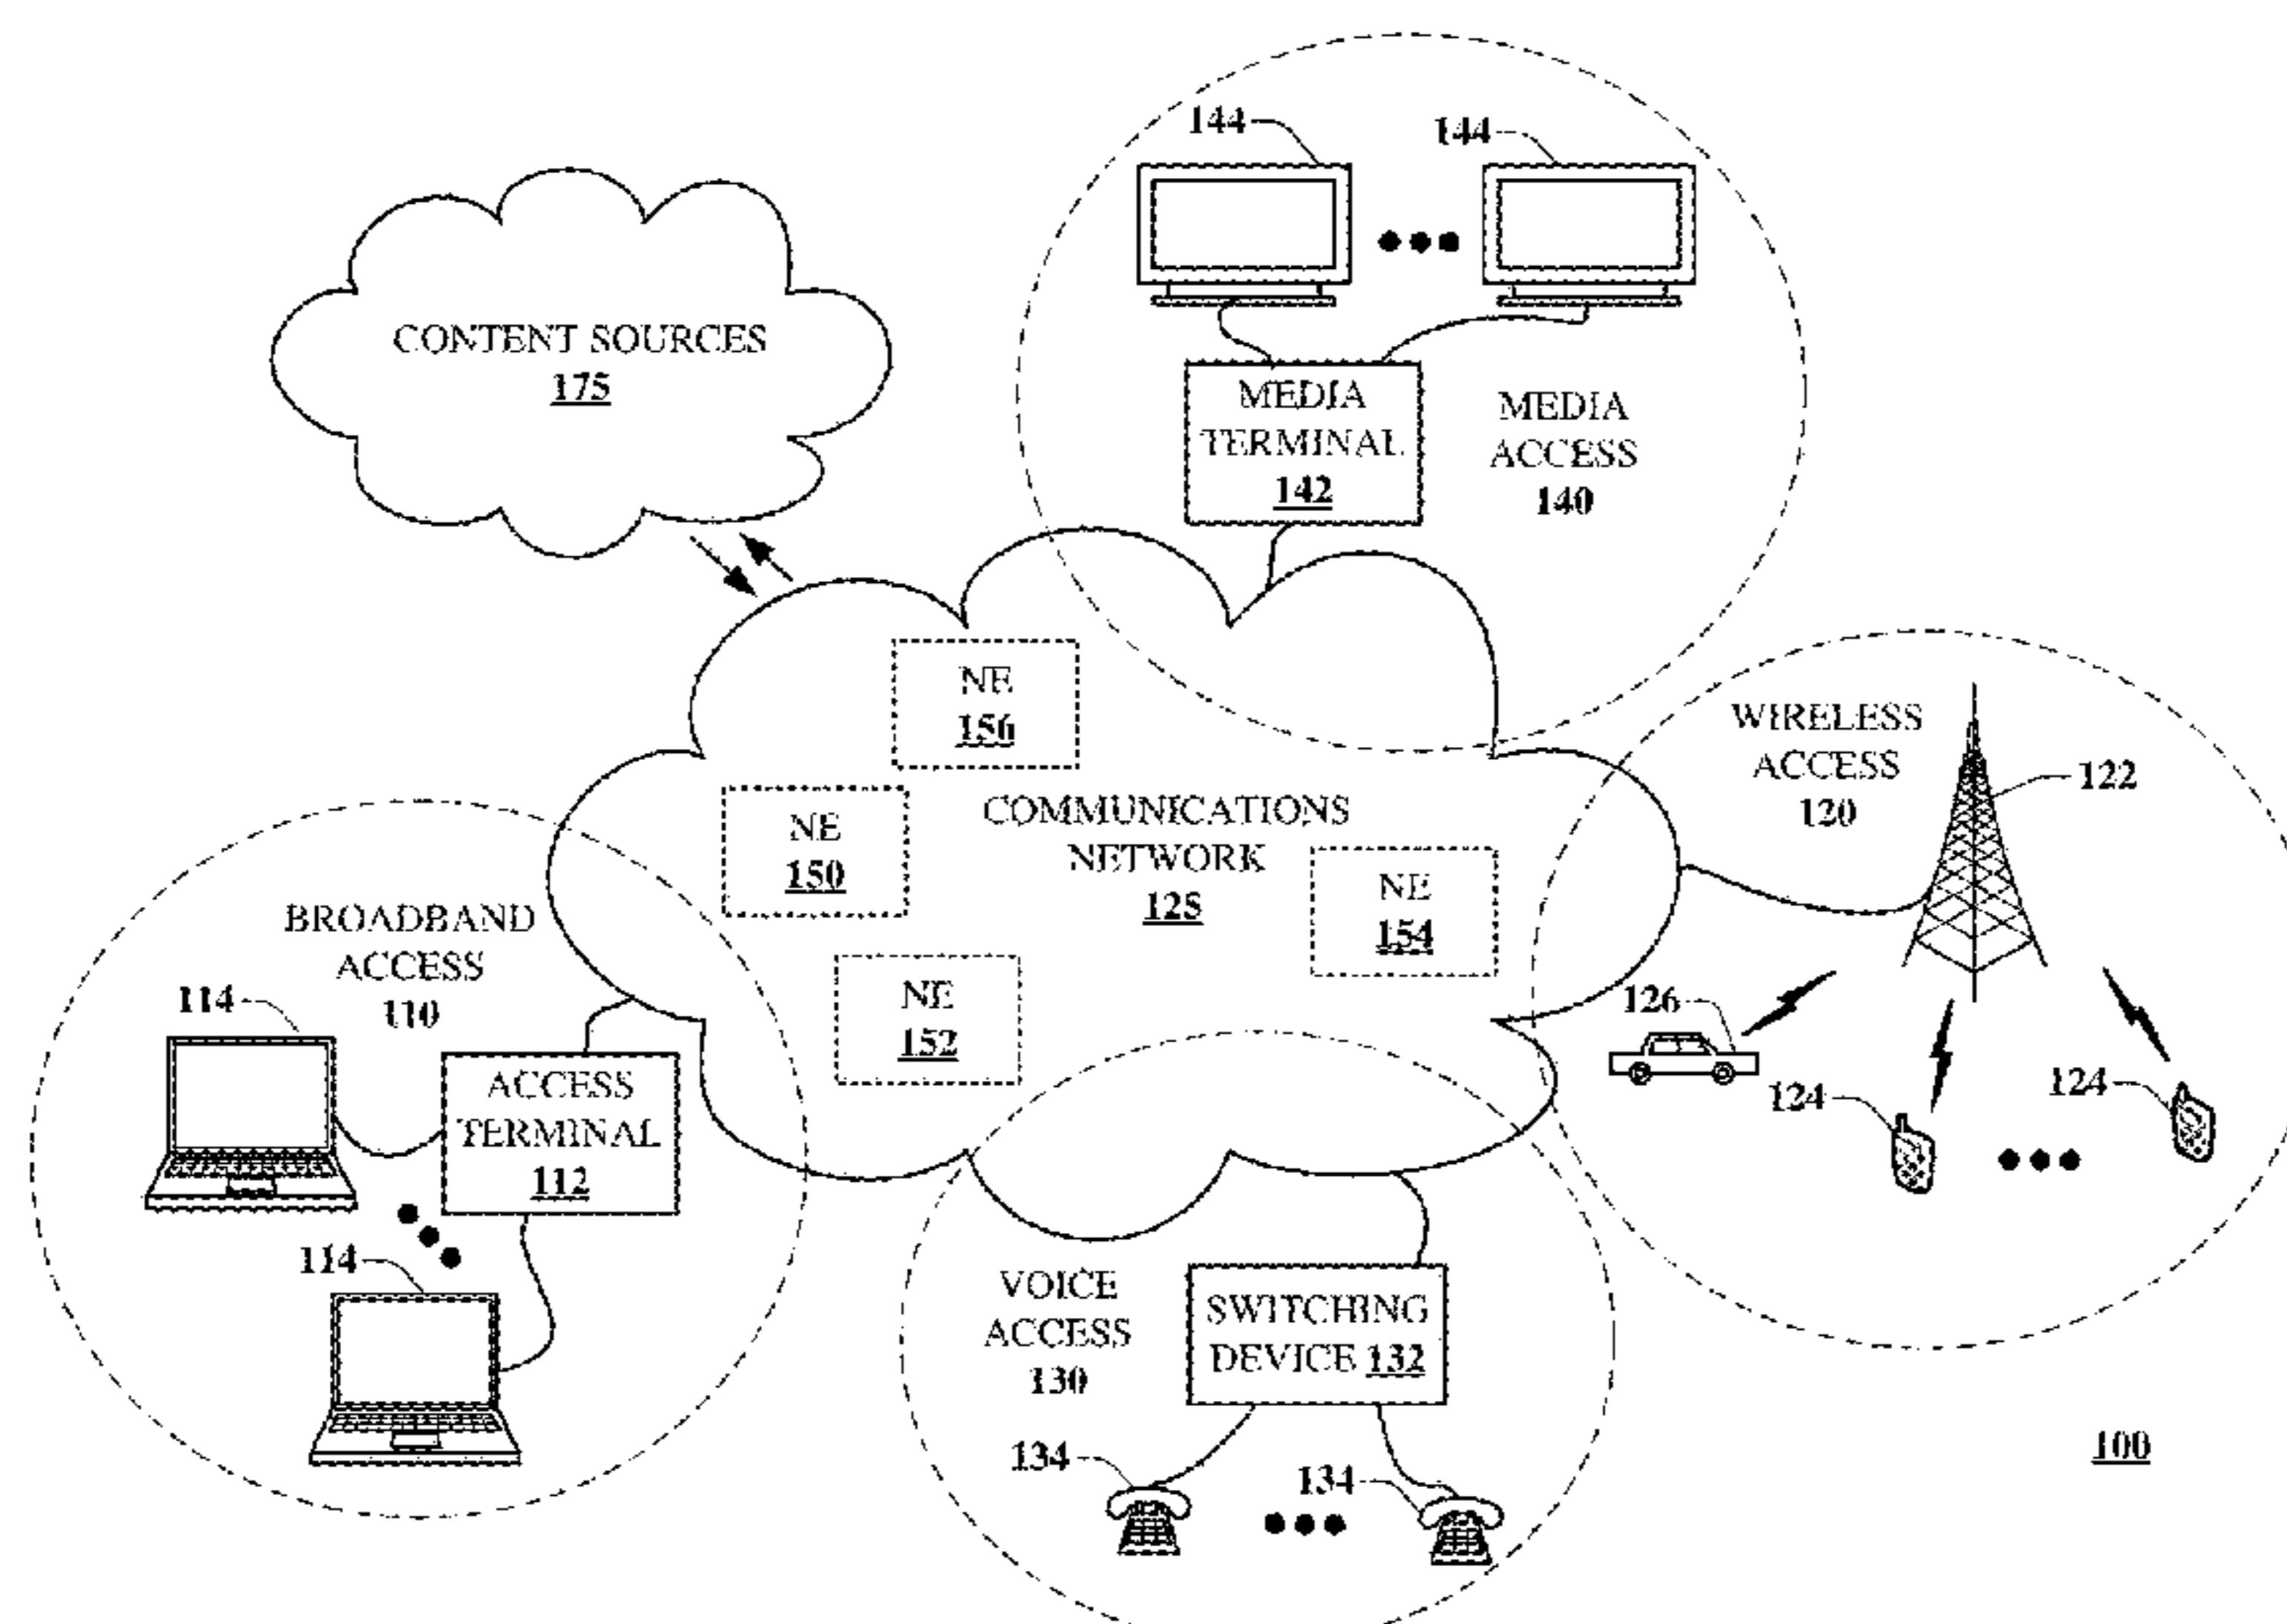 144
144
CONTENT SOURCES
175
MEDIA
TERMINAL
142
MEDIA
ACCESS
140
NE
156
WIRELESS
ACCESS
120
122
NE
150
COMMUNICATIONS
NETWORK
125
NE
154
BROADBAND
ACCESS
110
114
NE
152
126
124
124
ACCESS
TERMINAL
112
114
VOICE
ACCESS
130
SWITCHING
DEVICE 132
134
134
100